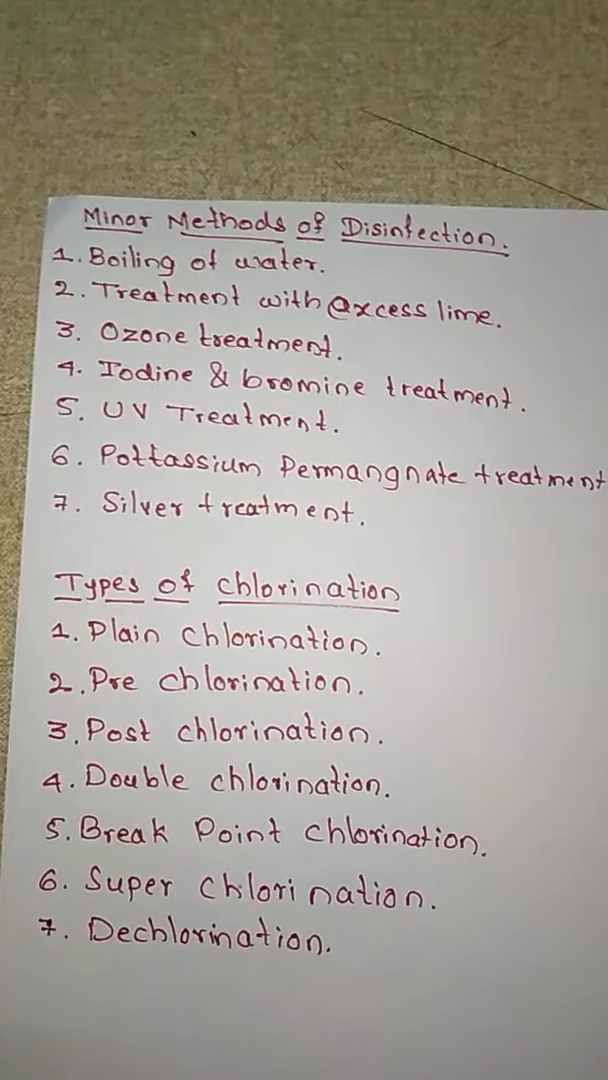 Minor Methods of Disinfection.
1. Boiling of water.
2. Treatment with excess lime.
3. Ozone treatment.
4. Iodine & bromine treatment.
5. UV Treatment.
6. Pottassium Permangnate treatment
7. Silver treatment.
Types of chlorination
1. Plain chlorination.
2. Pre chlorination.
3. Post chlorination.
4. Double chlorination.
5. Break Point chlorination.
6. Super chlorination.
7. Dechlorination.